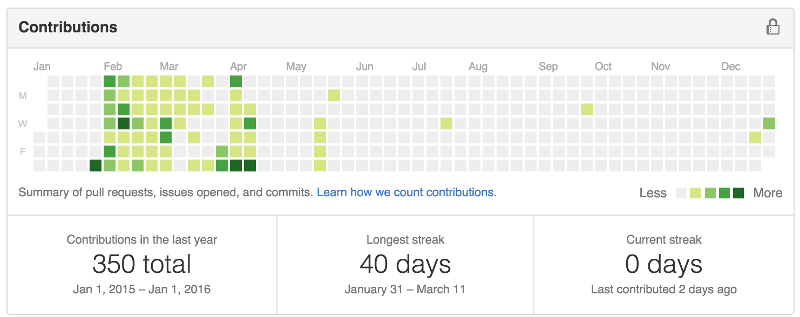 Contributions
Jan Feb Mar Apr May Jun Jul Aug Sep Oct Nov Dec
M
W
F
Summary of pull requests, issues opened, and commits. Learn how we count contributions.
Less More
Contributions in the last year
350 total
Jan 1, 2015 – Jan 1, 2016
Longest streak
40 days
January 31 – March 11
Current streak
0 days
Last contributed 2 days ago